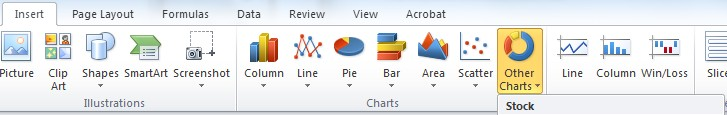 Insert Page Layout Formulas Data Review View Acrobat
Picture Clip Art Shapes SmartArt Screenshot Column Line Pie Bar Area Scatter Other Charts Line Column Win/Loss
Illustrations Charts
Stock